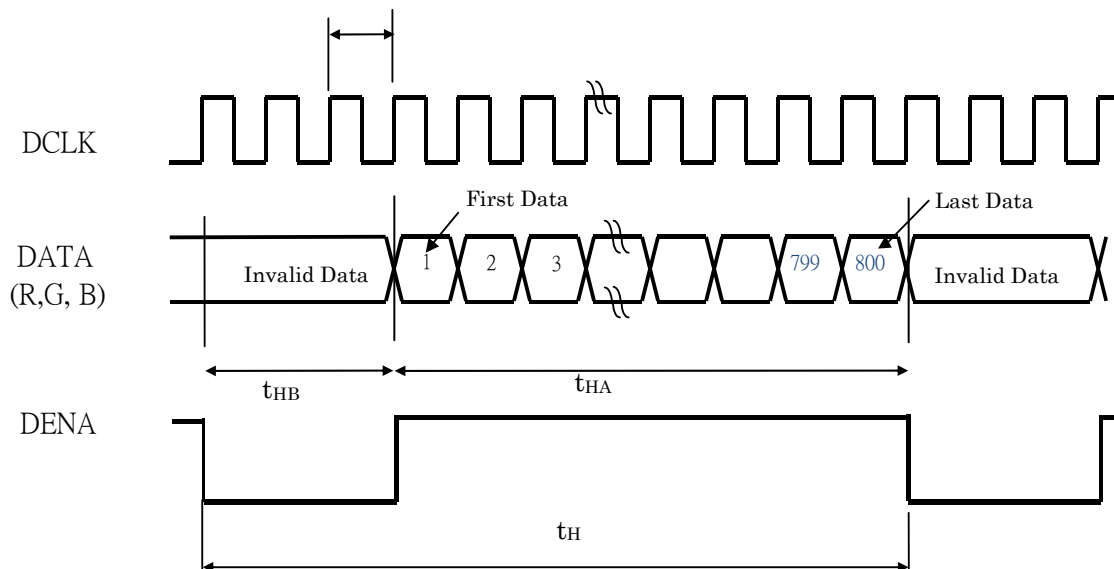 DCLK
First Data
Last Data
DATA
(R,G, B)
Invalid Data
1
2
3
799
800
Invalid Data
tHB
tHA
DENA
tH